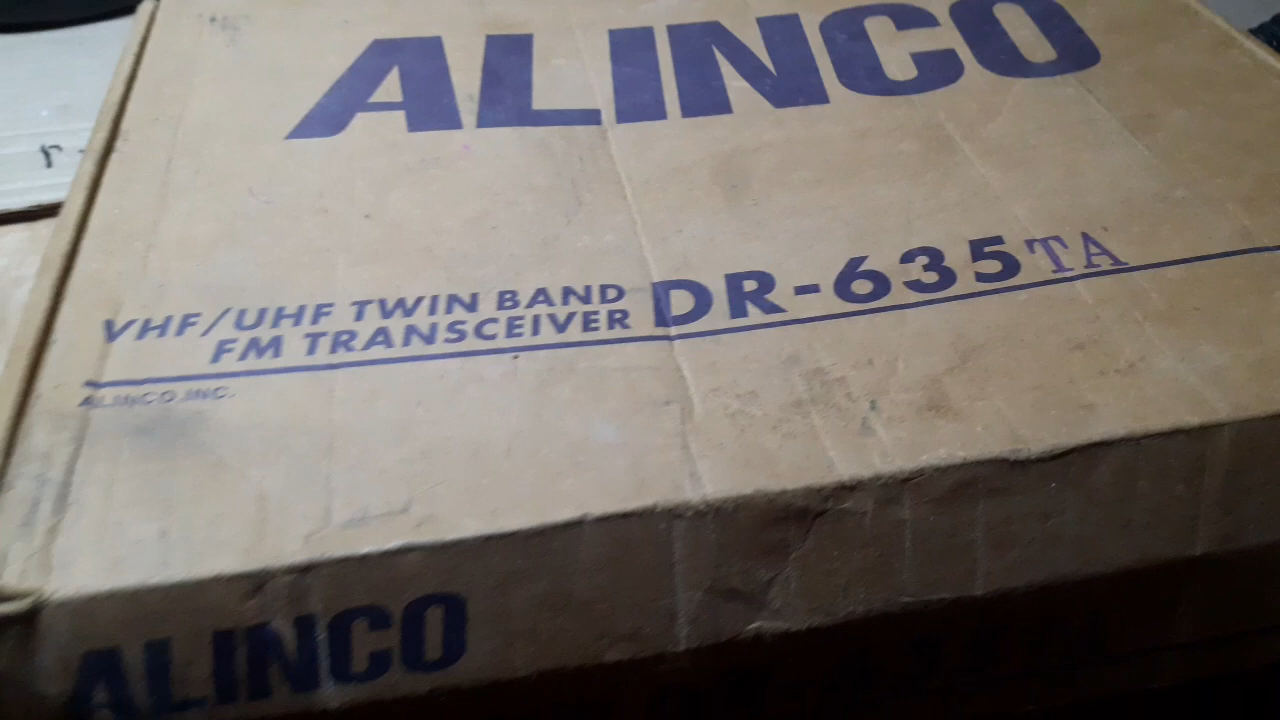 ALINCO
VHF/UHF TWIN BAND
FM TRANSCEIVER DR-635TA
ALINCO, INC.
ALINCO